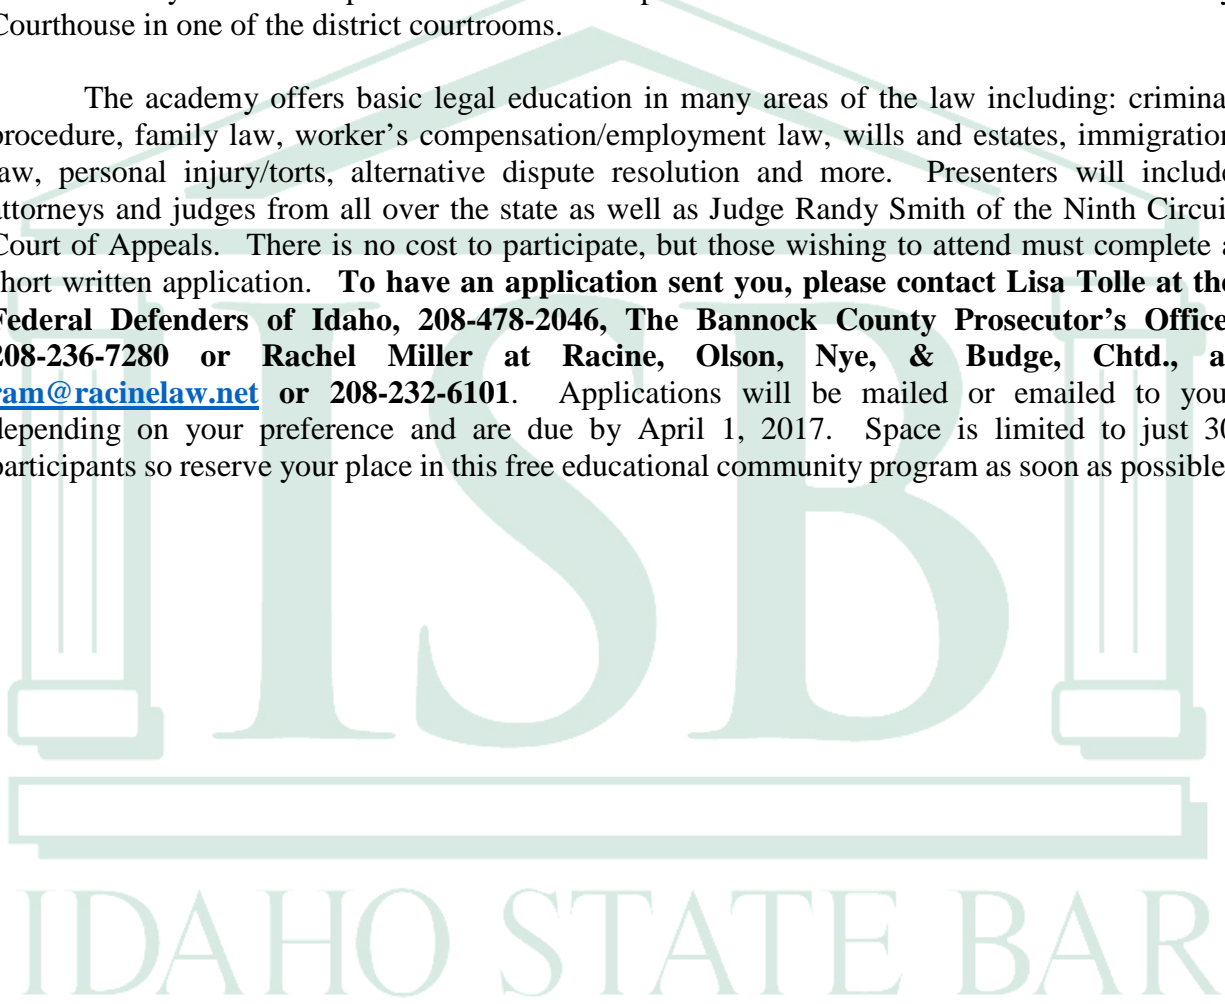 Courthouse in one of the district courtrooms.
The academy offers basic legal education in many areas of the law including: criminal
procedure, family law, worker's compensation/employment law, wills and estates, immigration
law, personal injury/torts, alternative dispute resolution and more. Presenters will include
attorneys and judges from all over the state as well as Judge Randy Smith of the Ninth Circuit
Court of Appeals. There is no cost to participate, but those wishing to attend must complete a
short written application. To have an application sent you, please contact Lisa Tolle at the
Federal Defenders of Idaho, 208-478-2046, The Bannock County Prosecutor's Office,
208-236-7280 or Rachel Miller at Racine, Olson, Nye, & Budge, Chtd., at
ram@racinelaw.net or 208-232-6101. Applications will be mailed or emailed to you
depending on your preference and are due by April 1, 2017. Space is limited to just 30
participants so reserve your place in this free educational community program as soon as possible
ISB
IDAHO STATE BAR